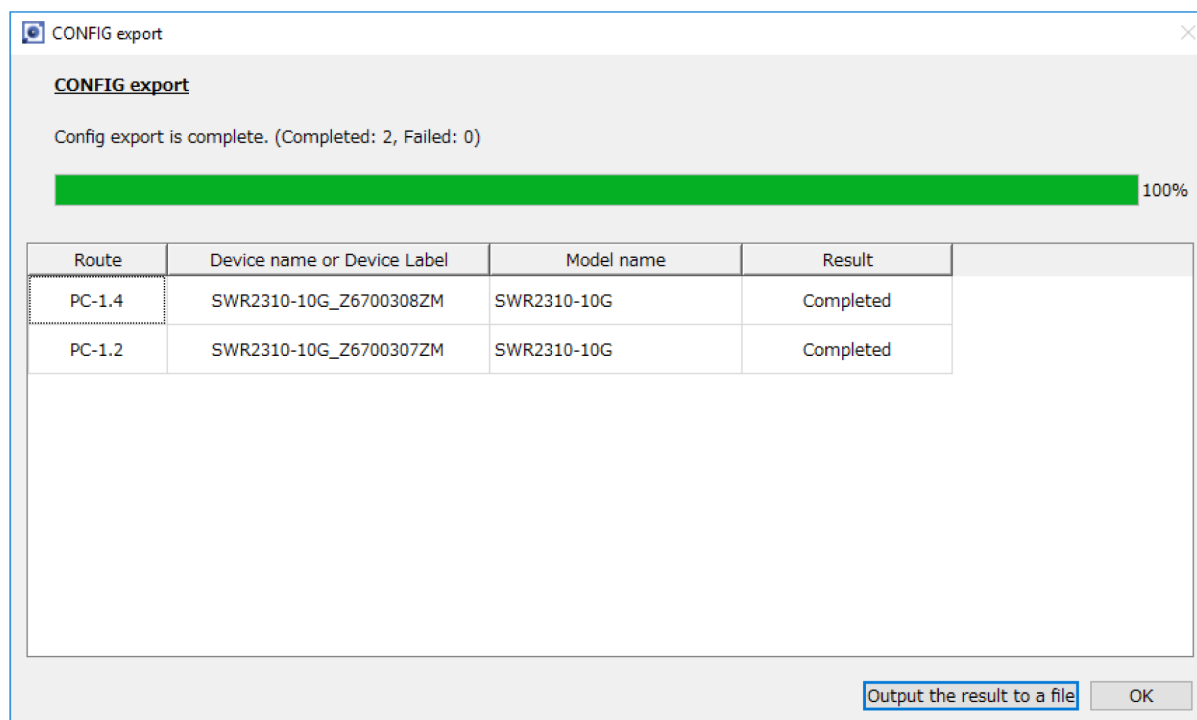 CONFIG export
CONFIG export
Config export is complete. (Completed: 2, Failed: 0)
100%
Route Device name or Device Label Model name Result
PC-1.4 SWR2310-10G_Z6700308ZM SWR2310-10G Completed
PC-1.2 SWR2310-10G_Z6700307ZM SWR2310-10G Completed
Output the result to a file OK